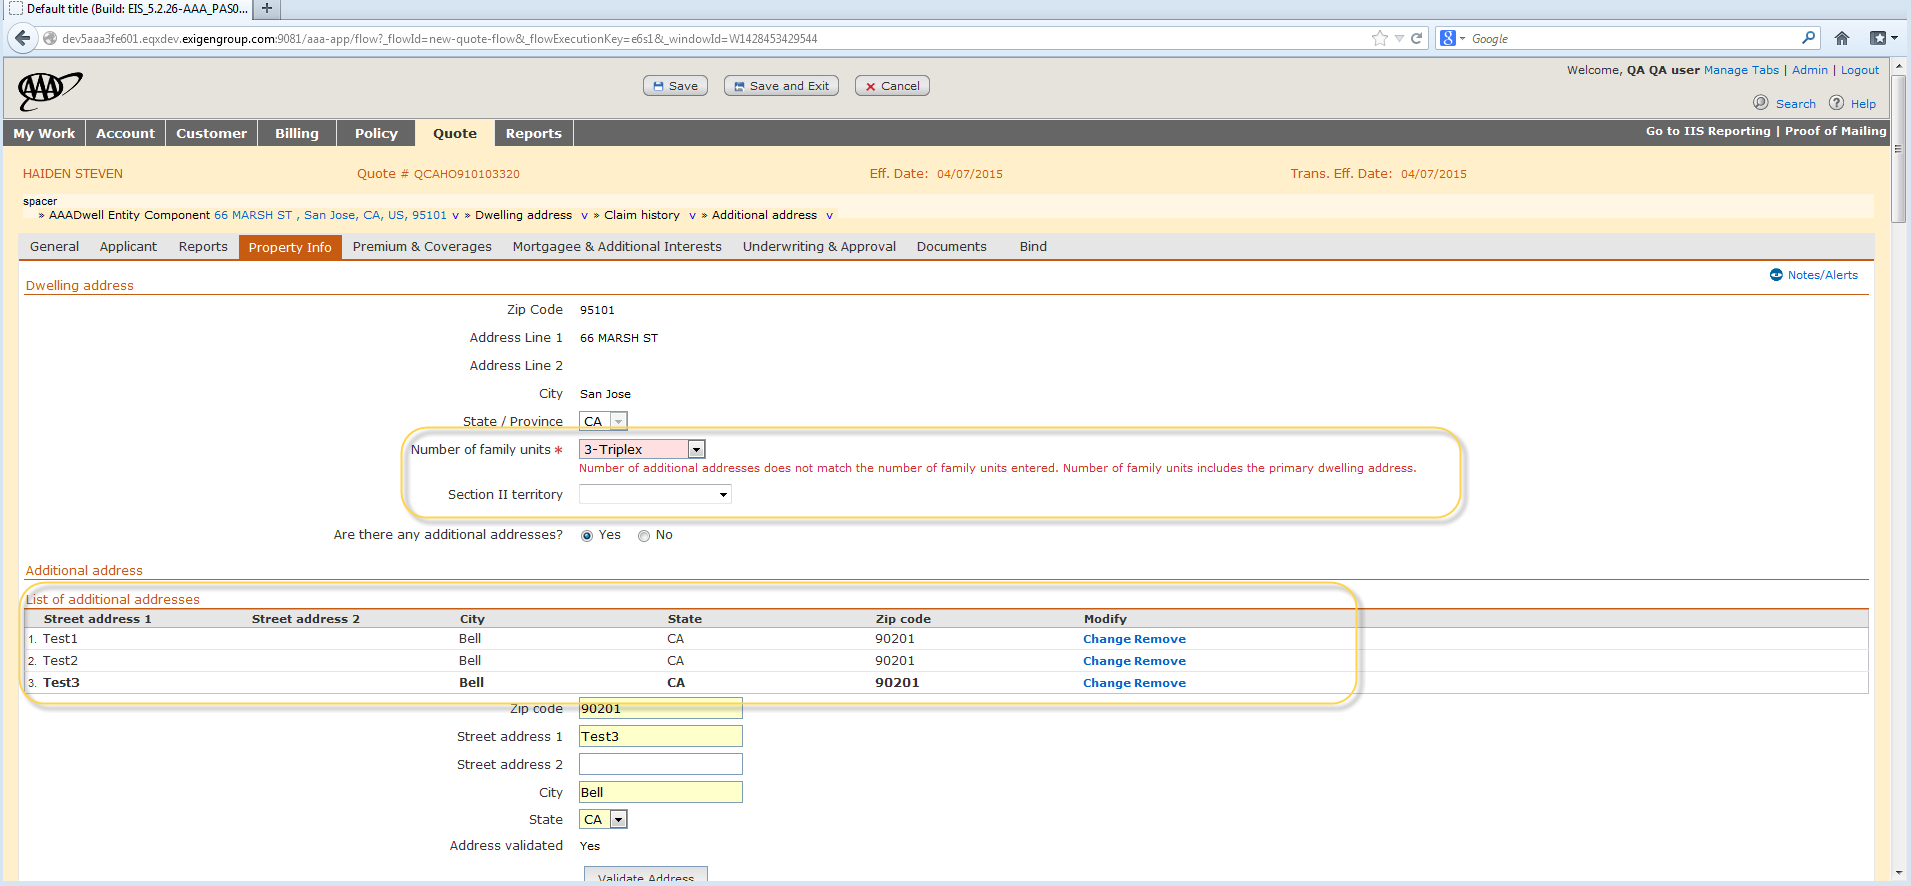 Default title (Build: EIS_5.2.26-AAA_PAS0...
dev5aaa3fe601.eqxdev.exigengroup.com:9081/aaa-app/flow?_flowId=new-quote-flow&_flowExecutionKey=e6s1&_windowId=W1428453429544
Google
AAA
Save
Save and Exit
Cancel
Welcome, QA QA user Manage Tabs | Admin | Logout
Search
Help
My Work
Account
Customer
Billing
Policy
Quote
Reports
Go to IIS Reporting | Proof of Mailing
HAIDEN STEVEN
Quote # QCAHO910103320
Eff. Date: 04/07/2015
Trans. Eff. Date: 04/07/2015
spacer
» AAADwell Entity Component 66 MARSH ST , San Jose, CA, US, 95101 v » Dwelling address v » Claim history v » Additional address v
General
Applicant
Reports
Property Info
Premium & Coverages
Mortgagee & Additional Interests
Underwriting & Approval
Documents
Bind
Notes/Alerts
Dwelling address
Zip Code 95101
Address Line 1 66 MARSH ST
Address Line 2
City San Jose
State / Province CA
Number of family units * 3-Triplex
Number of additional addresses does not match the number of family units entered. Number of family units includes the primary dwelling address.
Section II territory
Are there any additional addresses? Yes No
Additional address
List of additional addresses
Street address 1 Street address 2 City State Zip code Modify
1. Test1 Bell CA 90201 Change Remove
2. Test2 Bell CA 90201 Change Remove
3. Test3 Bell CA 90201 Change Remove
Zip code 90201
Street address 1 Test3
Street address 2
City Bell
State CA
Address validated Yes
Validate Address